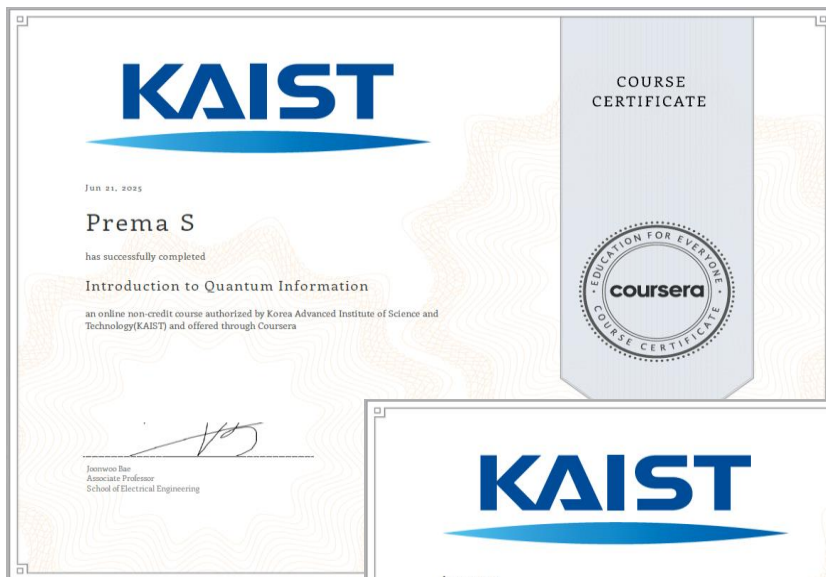 KAIST
COURSE
CERTIFICATE
Jun 21, 2025
Prema S
has successfully completed
Introduction to Quantum Information
an online non-credit course authorized by Korea Advanced Institute of Science and
Technology(KAIST) and offered through Coursera
EDUCATION FOR EVERYONE
coursera
COURSE CERTIFICATE
Joonwoo Bae
Associate Professor
School of Electrical Engineering
KAIST